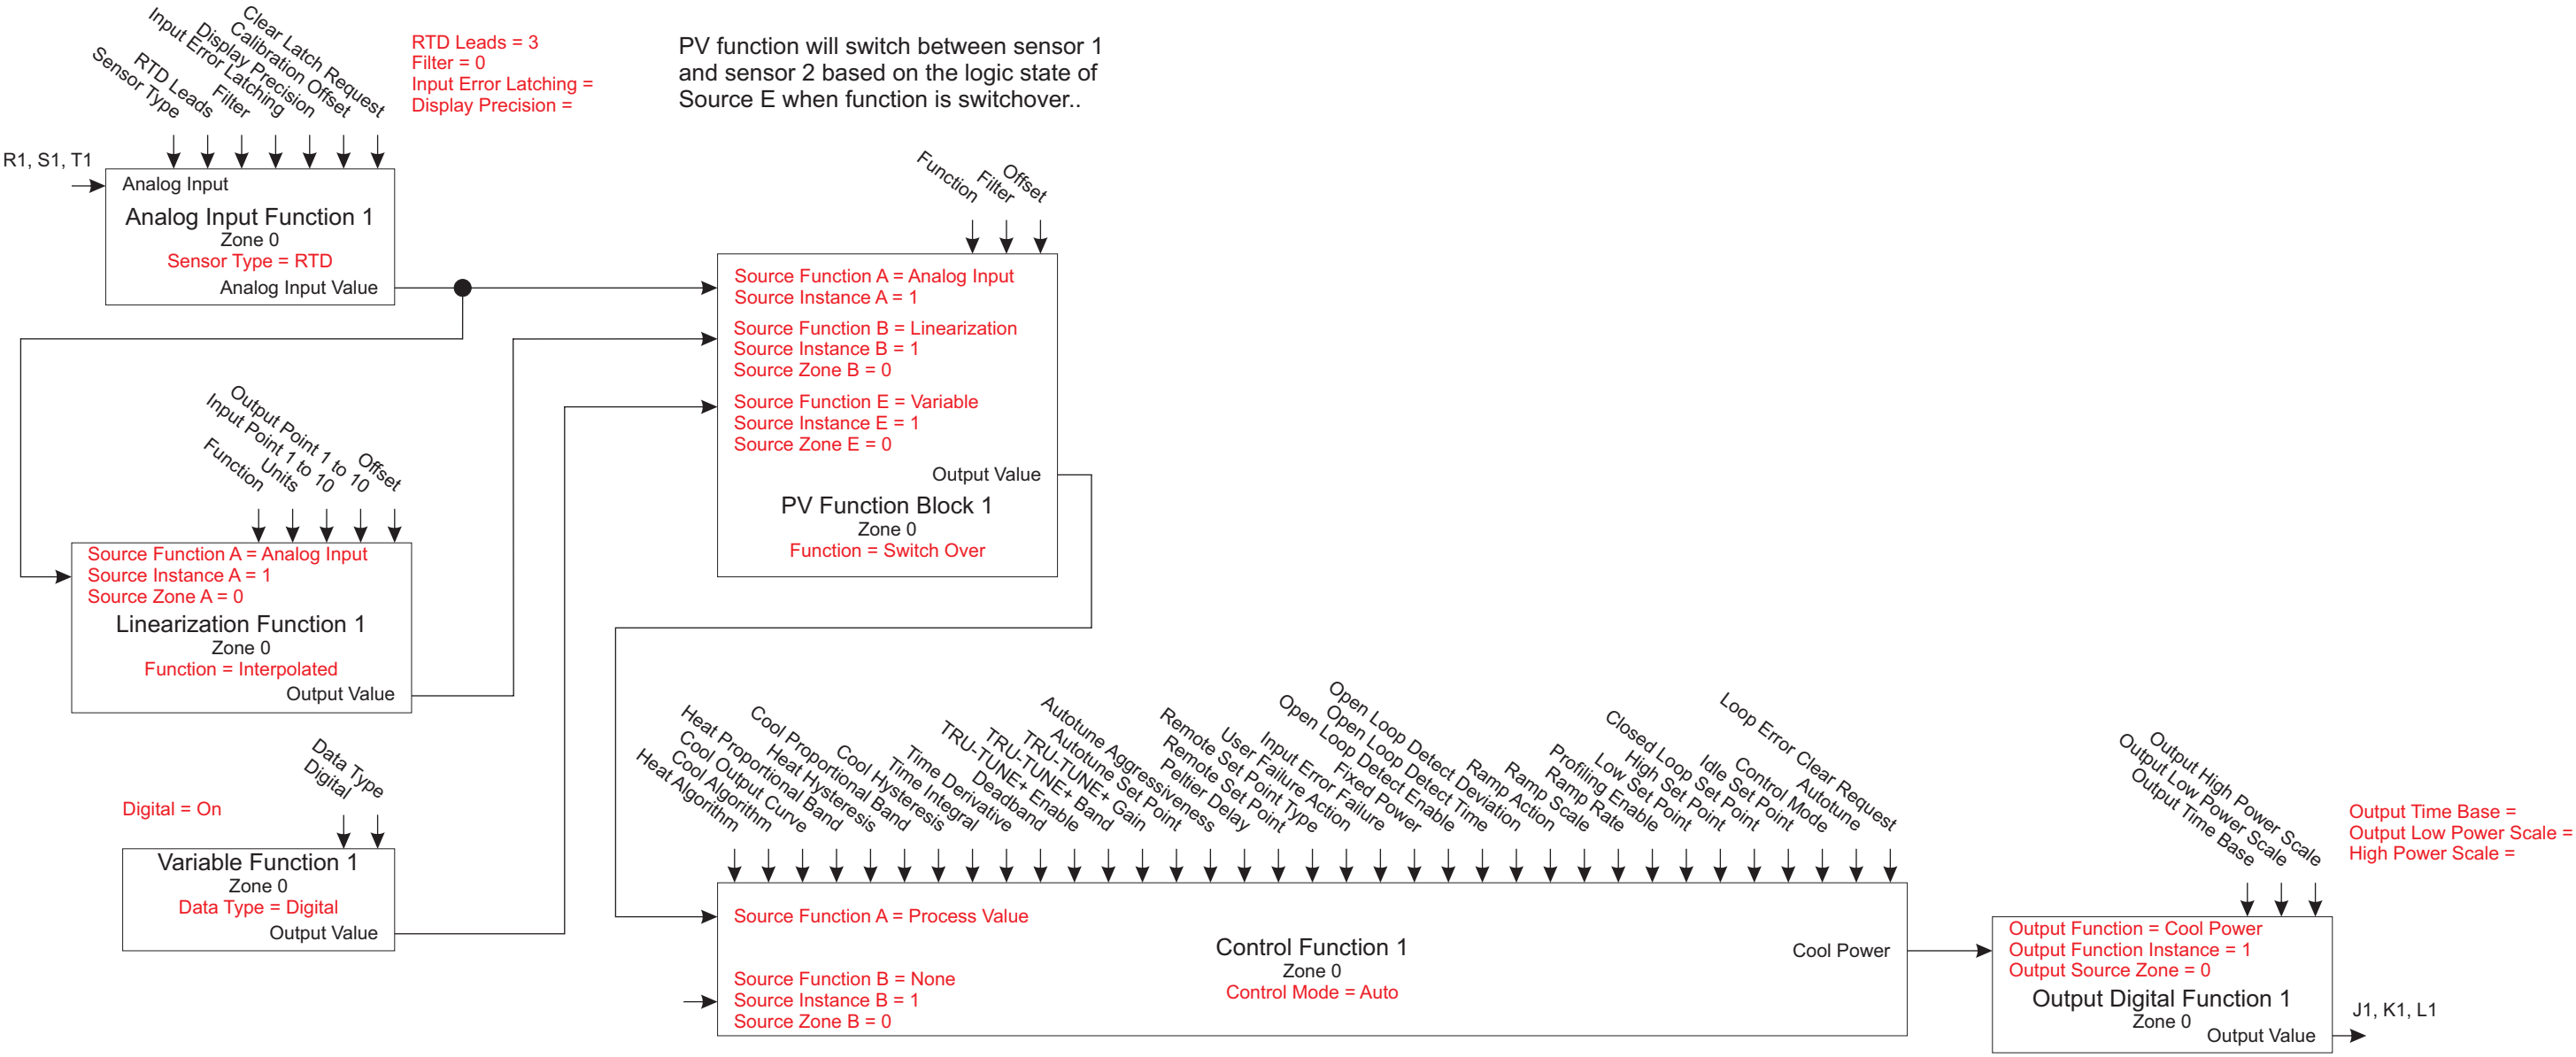 Clear Latch Request
Calibration Offset
Display Precision
Input Error Latching
Filter
RTD Leads
Sensor Type
RTD Leads = 3
Filter = 0
Input Error Latching =
Display Precision =
PV function will switch between sensor 1
and sensor 2 based on the logic state of
Source E when function is switchover..
R1, S1, T1
Analog Input
Analog Input Function 1
Zone 0
Sensor Type = RTD
Analog Input Value
Function
Filter
Offset
Source Function A = Analog Input
Source Instance A = 1
Source Function B = Linearization
Source Instance B = 1
Source Zone B = 0
Source Function E = Variable
Source Instance E = 1
Source Zone E = 0
Output Value
PV Function Block 1
Zone 0
Function = Switch Over
Function
Units
Input Point 1 to 10
Output Point 1 to 10
Offset
Source Function A = Analog Input
Source Instance A = 1
Source Zone A = 0
Linearization Function 1
Zone 0
Function = Interpolated
Output Value
Digital
Data Type
Digital = On
Variable Function 1
Zone 0
Data Type = Digital
Output Value
Heat Algorithm
Cool Algorithm
Cool Output Curve
Heat Proportional Band
Heat Hysteresis
Cool Proportional Band
Cool Hysteresis
Time Integral
Time Derivative
Deadband
TRU-TUNE+ Enable
TRU-TUNE+ Band
TRU-TUNE+ Gain
Autotune Set Point
Autotune Aggressiveness
Peltier Delay
Remote Set Point
Remote Set Point Type
User Failure Action
Input Error Failure
Fixed Power
Open Loop Detect Enable
Open Loop Detect Time
Open Loop Detect Deviation
Ramp Action
Ramp Scale
Ramp Rate
Profiling Enable
Low Set Point
High Set Point
Closed Loop Set Point
Idle Set Point
Control Mode
Autotune
Loop Error Clear Request
Source Function A = Process Value
Control Function 1
Zone 0
Control Mode = Auto
Cool Power
Source Function B = None
Source Instance B = 1
Source Zone B = 0
Output Time Base
Output Low Power Scale
Output High Power Scale
Output Time Base =
Output Low Power Scale =
High Power Scale =
Output Function = Cool Power
Output Function Instance = 1
Output Source Zone = 0
Output Digital Function 1
Zone 0
Output Value
J1, K1, L1